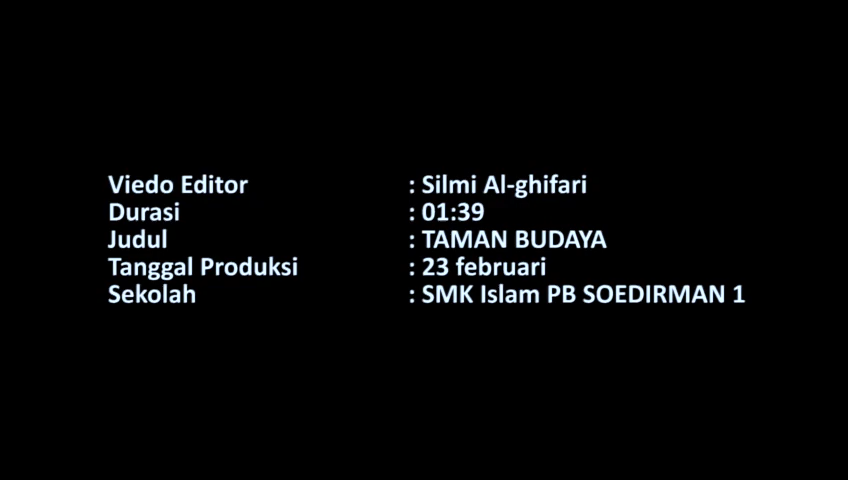 Viedo Editor : Silmi Al-ghifari
Durasi : 01:39
Judul : TAMAN BUDAYA
Tanggal Produksi : 23 februari
Sekolah : SMK Islam PB SOEDIRMAN 1